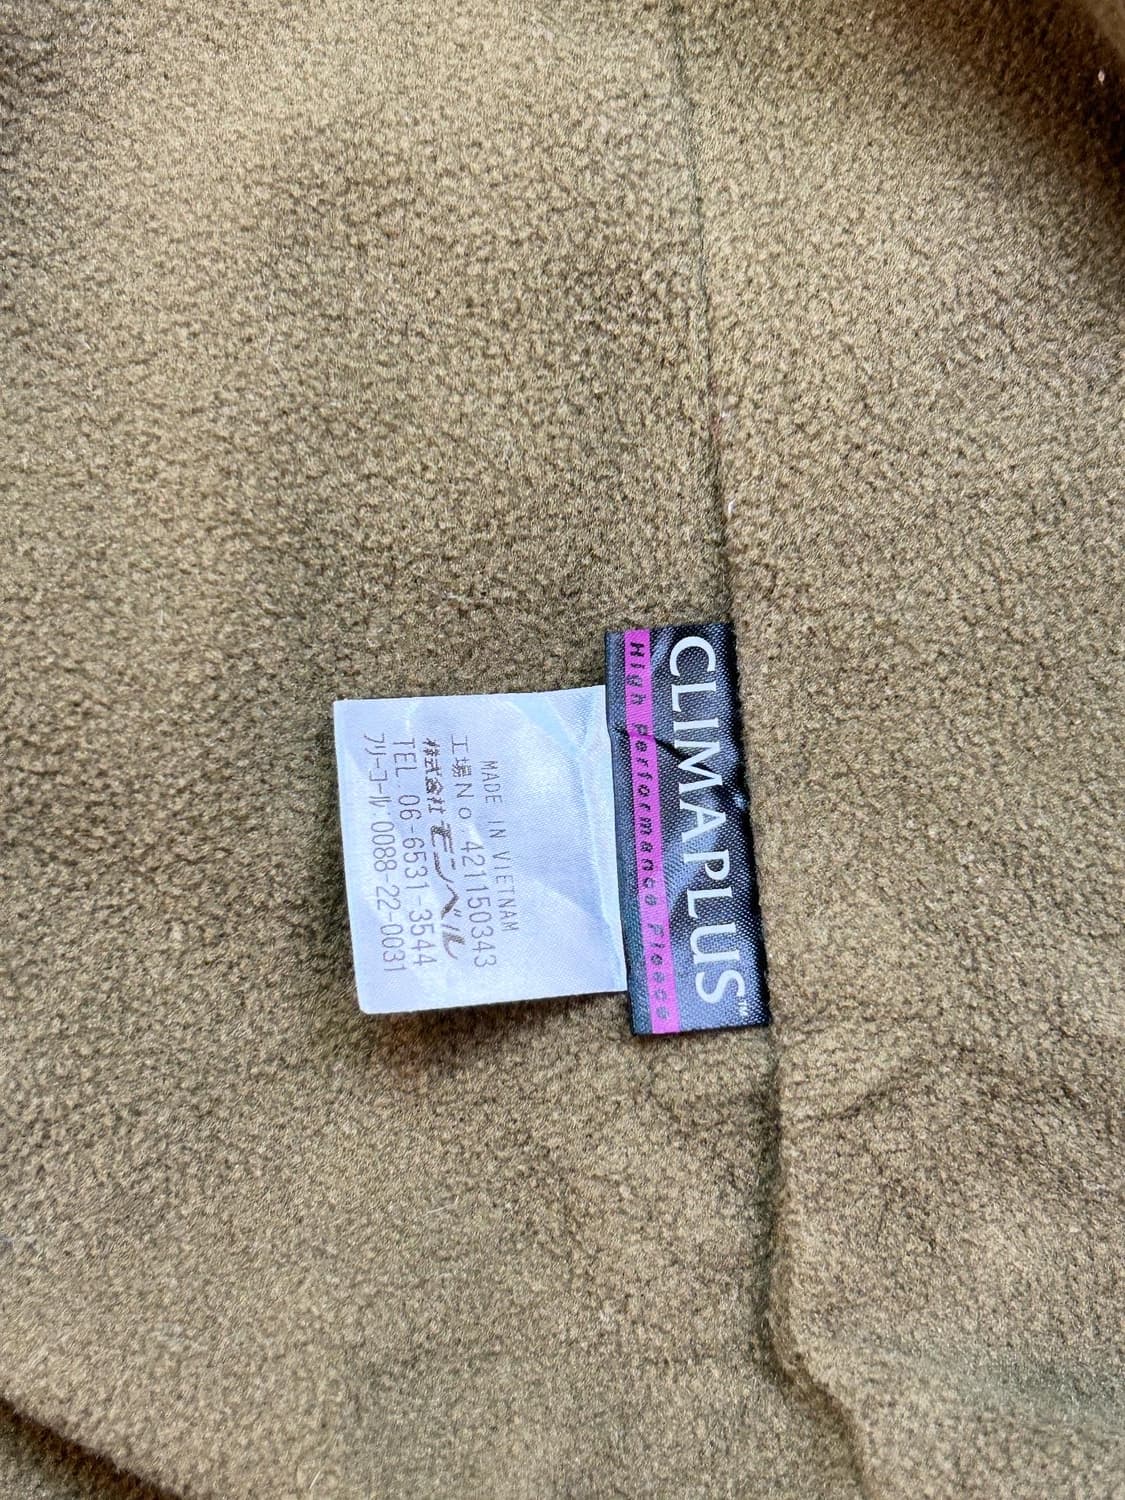 CLIMAPLUS™
High Performance Fleece
MADE IN VIETNAM
工場No.421150343
株式会社モンベル
TEL.06-6531-3544
フリーコール:0088-22-0031